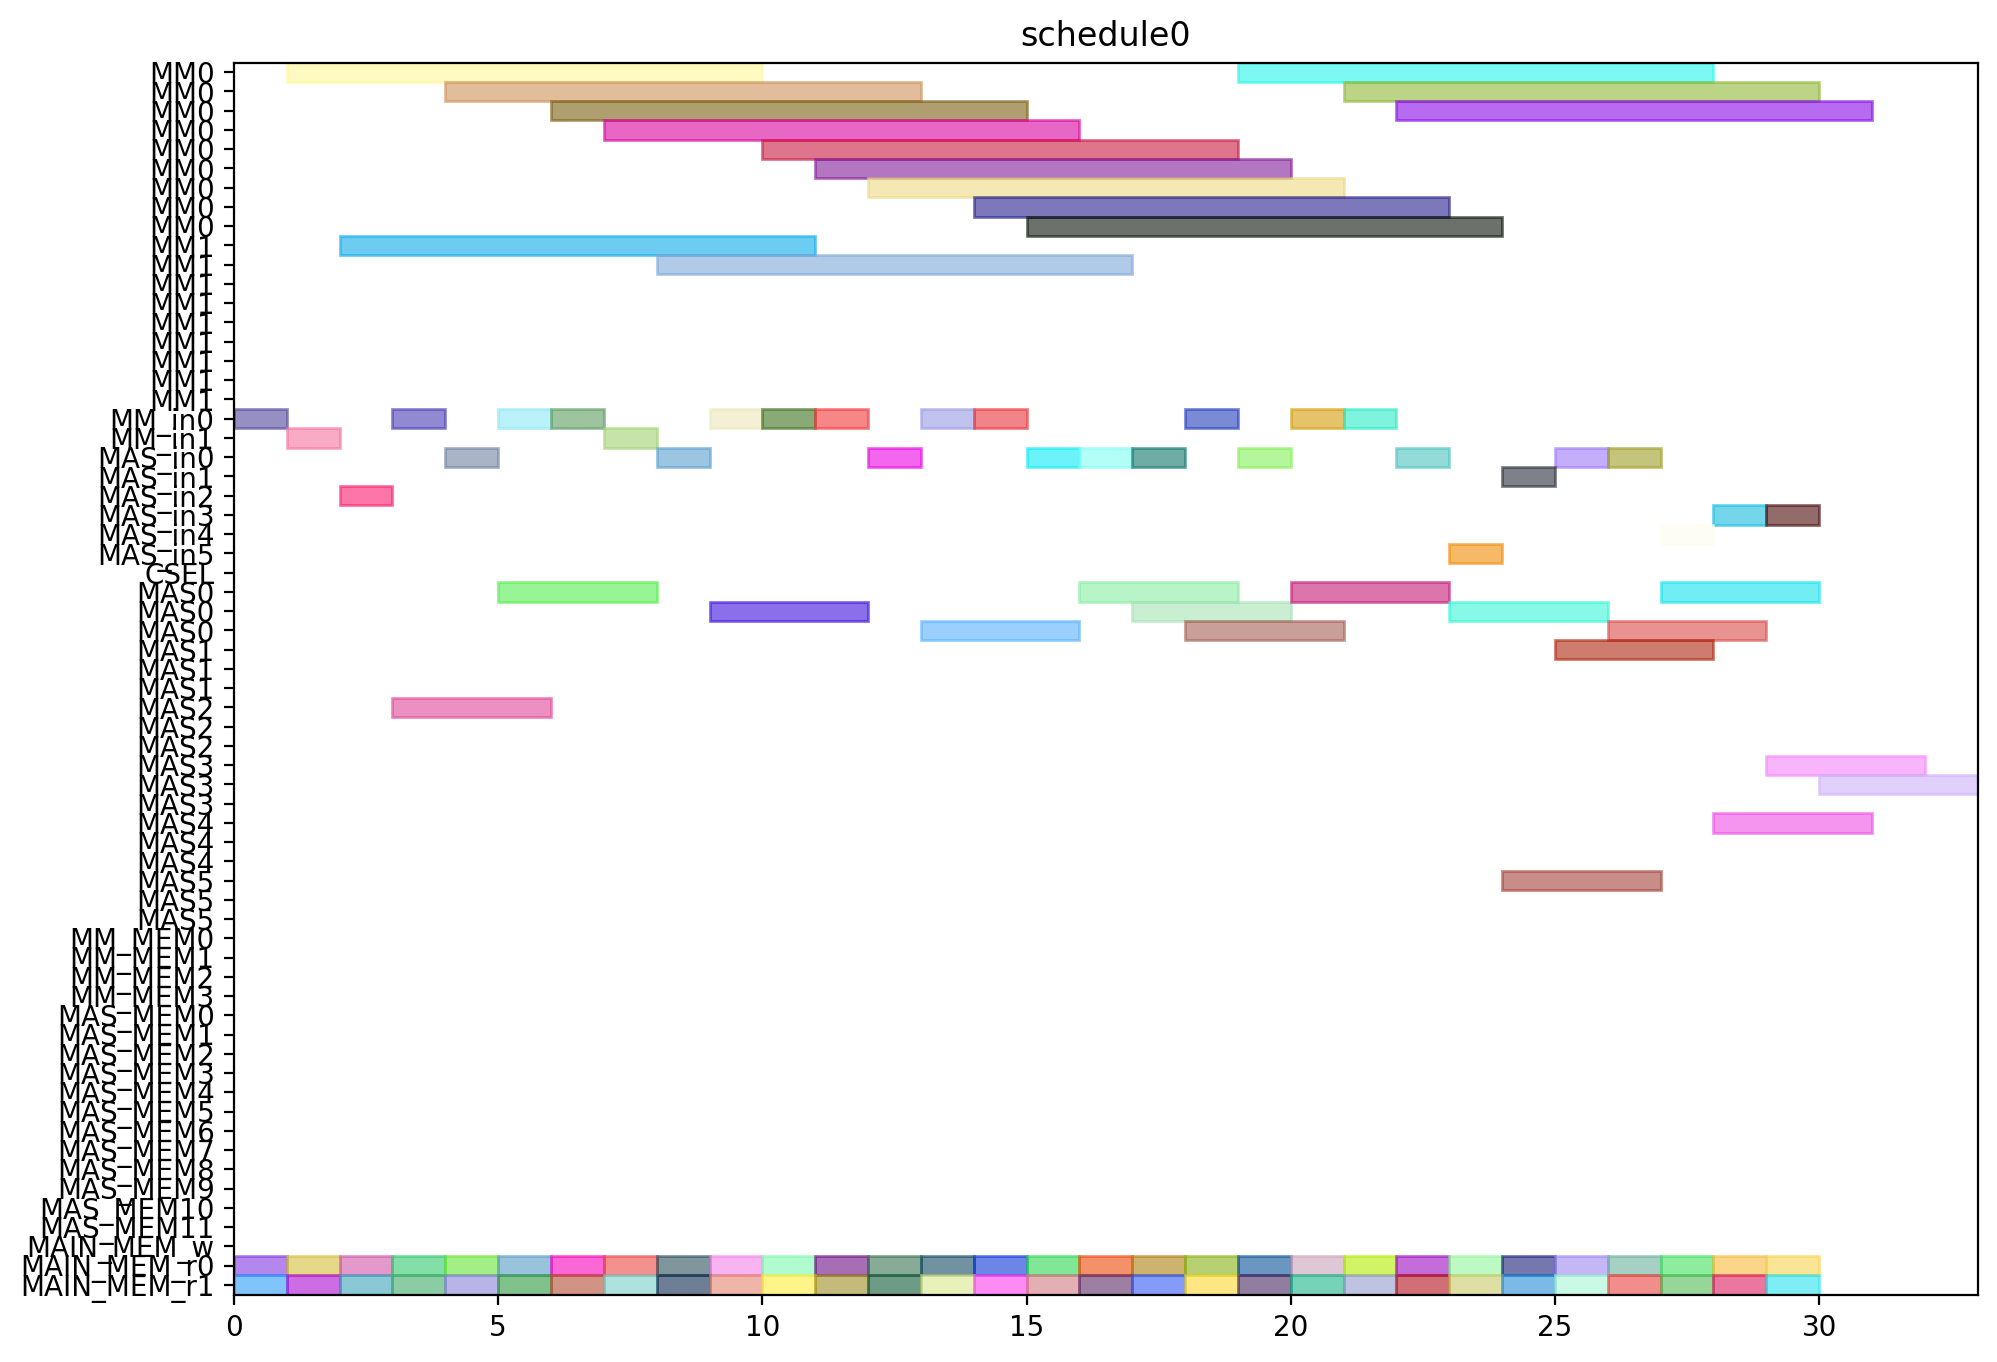 schedule0
MM0
MM0
MM0
MM0
MM0
MM0
MM0
MM0
MM0
MM1
MM1
MM1
MM1
MM1
MM1
MM1
MM1
MM1
MM_in0
MM_in1
MAS_in0
MAS_in1
MAS_in2
MAS_in3
MAS_in4
MAS_in5
CSEL
MAS0
MAS0
MAS0
MAS1
MAS1
MAS1
MAS2
MAS2
MAS2
MAS3
MAS3
MAS3
MAS4
MAS4
MAS4
MAS5
MAS5
MAS5
MM_MEM0
MM_MEM1
MM_MEM2
MM_MEM3
MAS_MEM0
MAS_MEM1
MAS_MEM2
MAS_MEM3
MAS_MEM4
MAS_MEM5
MAS_MEM6
MAS_MEM7
MAS_MEM8
MAS_MEM9
MAS_MEM10
MAS_MEM11
MAIN_MEM_w
MAIN_MEM_r0
MAIN_MEM_r1
0 5 10 15 20 25 30